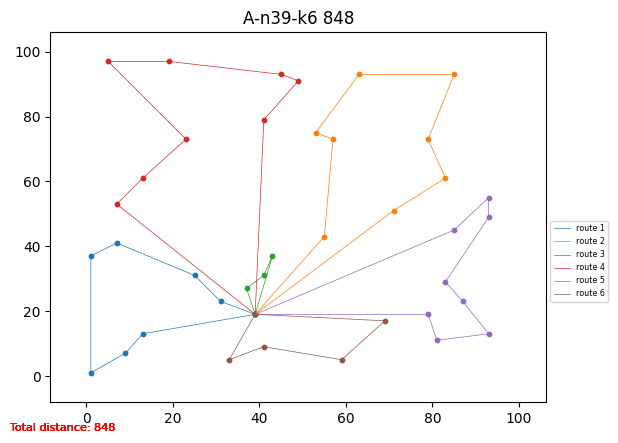 A-n39-k6 848
100
80
60
40
20
0
0 20 40 60 80 100
route 1
route 2
route 3
route 4
route 5
route 6
Total distance: 848